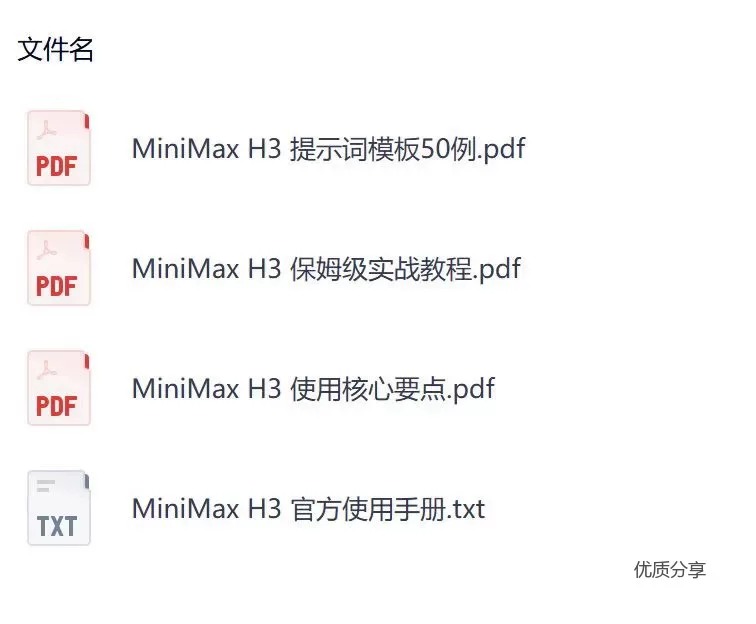 文件名
PDF
MiniMax H3 提示词模板50例.pdf
PDF
MiniMax H3 保姆级实战教程.pdf
PDF
MiniMax H3 使用核心要点.pdf
TXT
MiniMax H3 官方使用手册.txt
优质分享